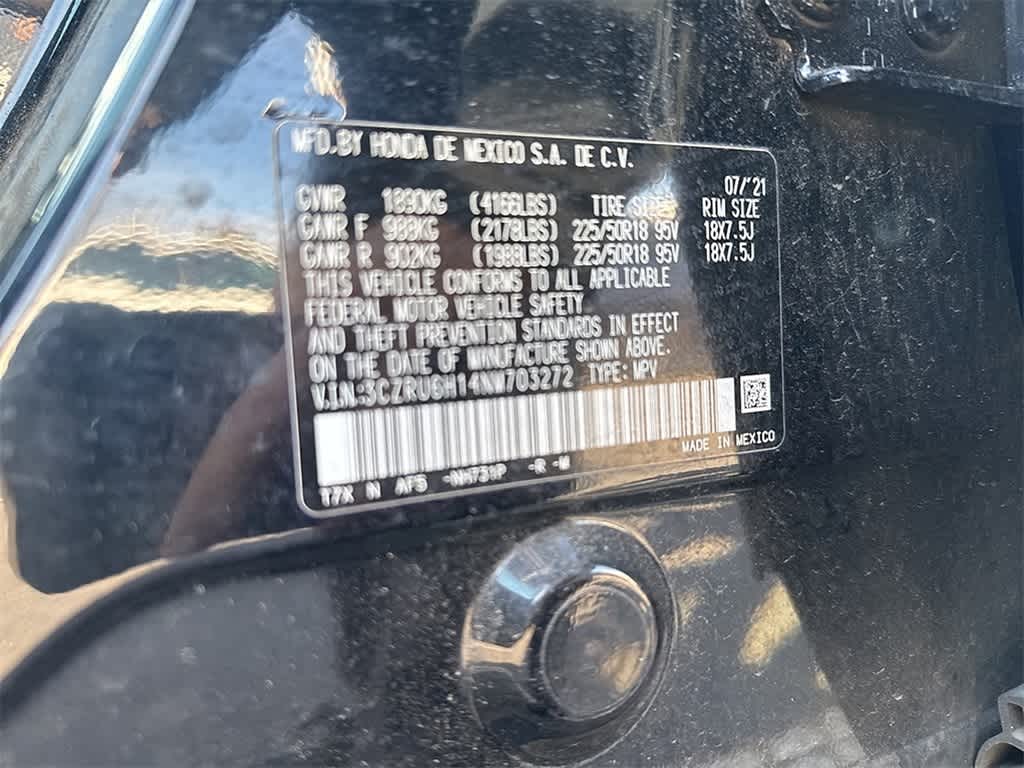 MFD.BY HONDA DE MEXICO S.A. DE C.V.
07/21
GVWR 1890KG (4166LBS) TIRE SIZE RIM SIZE
GAWR F 988KG (2178LBS) 225/50R18 95V 18X7.5J
GAWR R 902KG (1988LBS) 225/50R18 95V 18X7.5J
THIS VEHICLE CONFORMS TO ALL APPLICABLE
FEDERAL MOTOR VEHICLE SAFETY
AND THEFT PREVENTION STANDARDS IN EFFECT
ON THE DATE OF MANUFACTURE SHOWN ABOVE.
V.I.N:3CZRU6H14NM703272 TYPE: MPV
MADE IN MEXICO
T7X N AF5 -NH731P -R -M